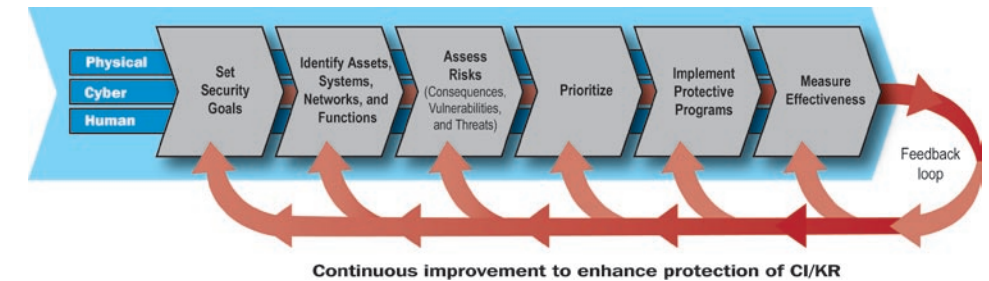 Physical
Cyber
Human
Set
Security
Goals
Identify Assets,
Systems,
Networks, and
Functions
Assess
Risks
(Consequences,
Vulnerabilities,
and Threats)
Prioritize
Implement
Protective
Programs
Measure
Effectiveness
Feedback
loop
Continuous improvement to enhance protection of CI/KR